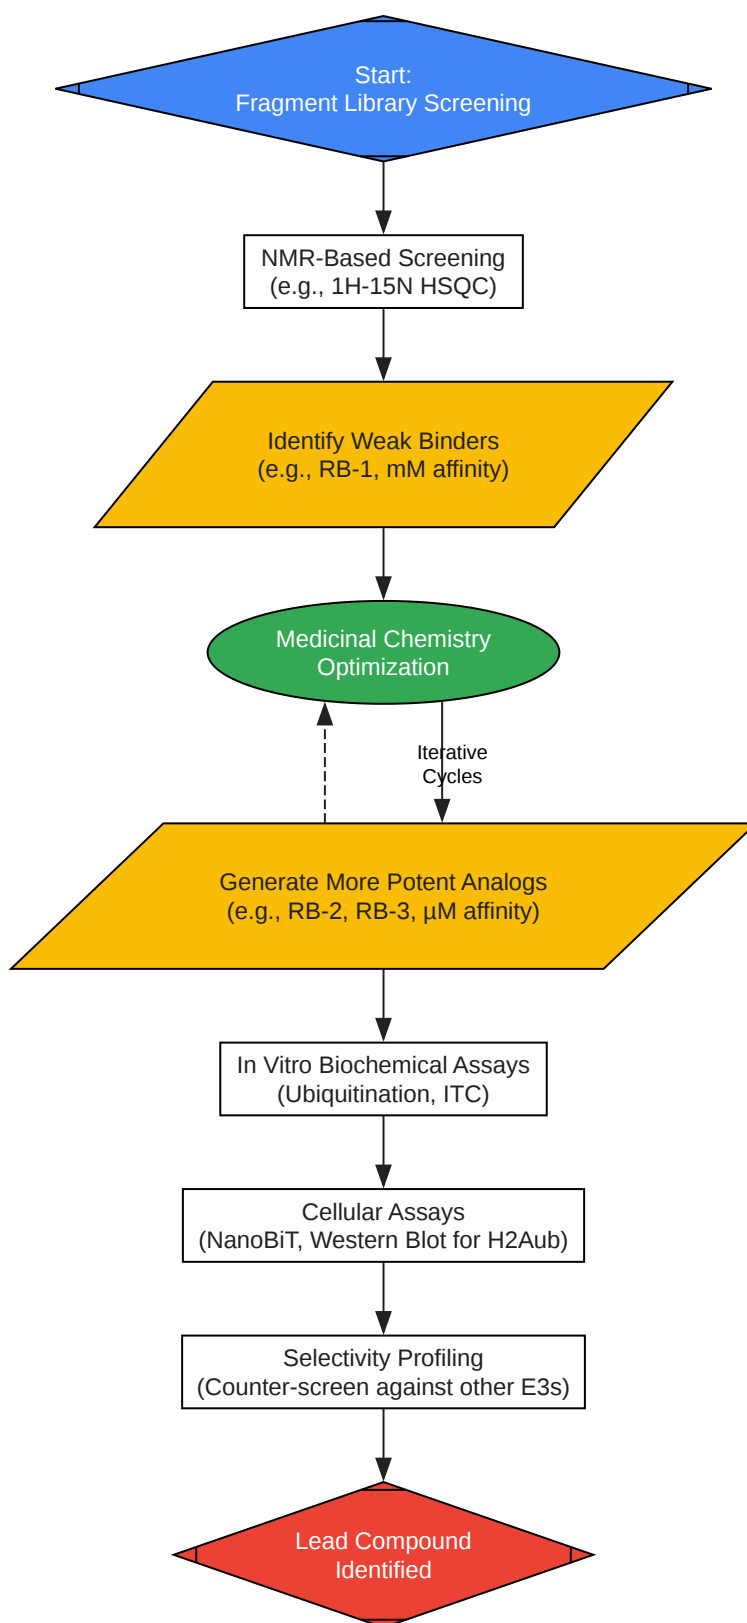 Start:
Fragment Library Screening
NMR-Based Screening
(e.g., 1H-15N HSQC)
Identify Weak Binders
(e.g., RB-1, mM affinity)
Medicinal Chemistry
Optimization
Iterative
Cycles
Generate More Potent Analogs
(e.g., RB-2, RB-3, µM affinity)
In Vitro Biochemical Assays
(Ubiquitination, ITC)
Cellular Assays
(NanoBiT, Western Blot for H2Aub)
Selectivity Profiling
(Counter-screen against other E3s)
Lead Compound
Identified